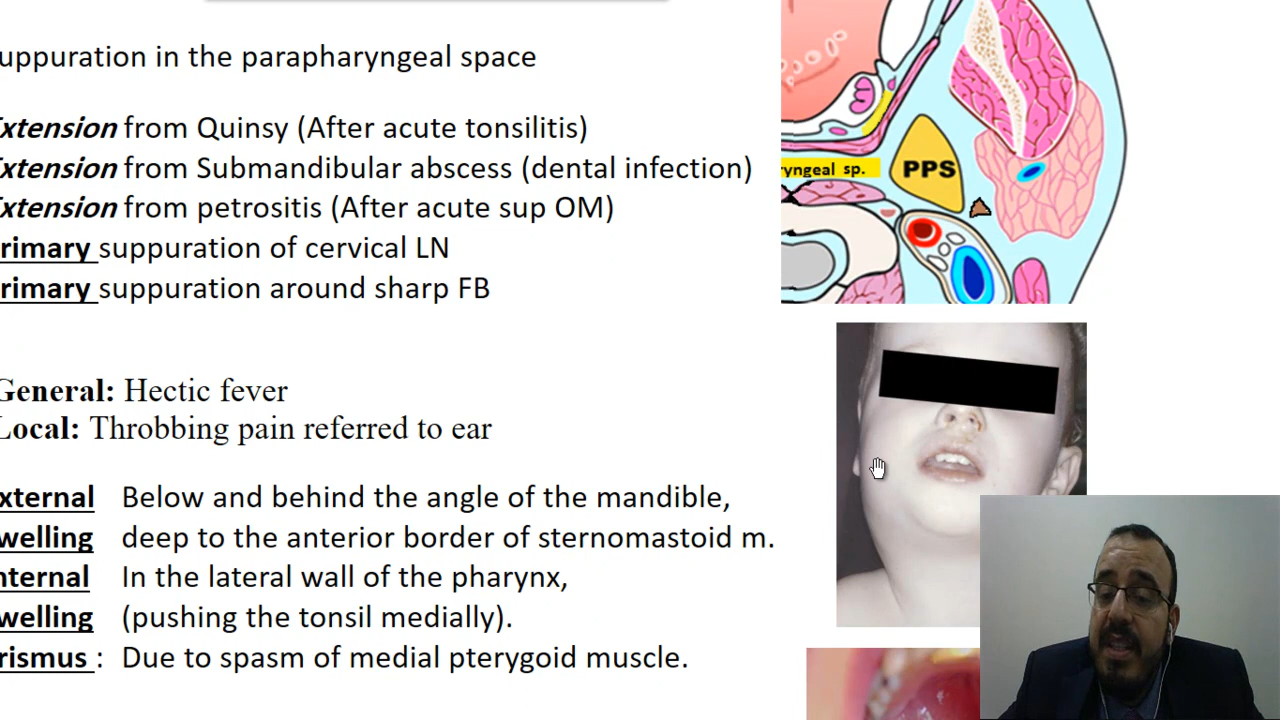 uppuration in the parapharyngeal space
Extension from Quinsy (After acute tonsilitis)
Extension from Submandibular abscess (dental infection)
Extension from petrositis (After acute sup OM)
rimary suppuration of cervical LN
rimary suppuration around sharp FB
General: Hectic fever
Local: Throbbing pain referred to ear
xternal Below and behind the angle of the mandible,
welling deep to the anterior border of sternomastoid m.
nternal In the lateral wall of the pharynx,
welling (pushing the tonsil medially).
rismus : Due to spasm of medial pterygoid muscle.
yngeal sp.
PPS